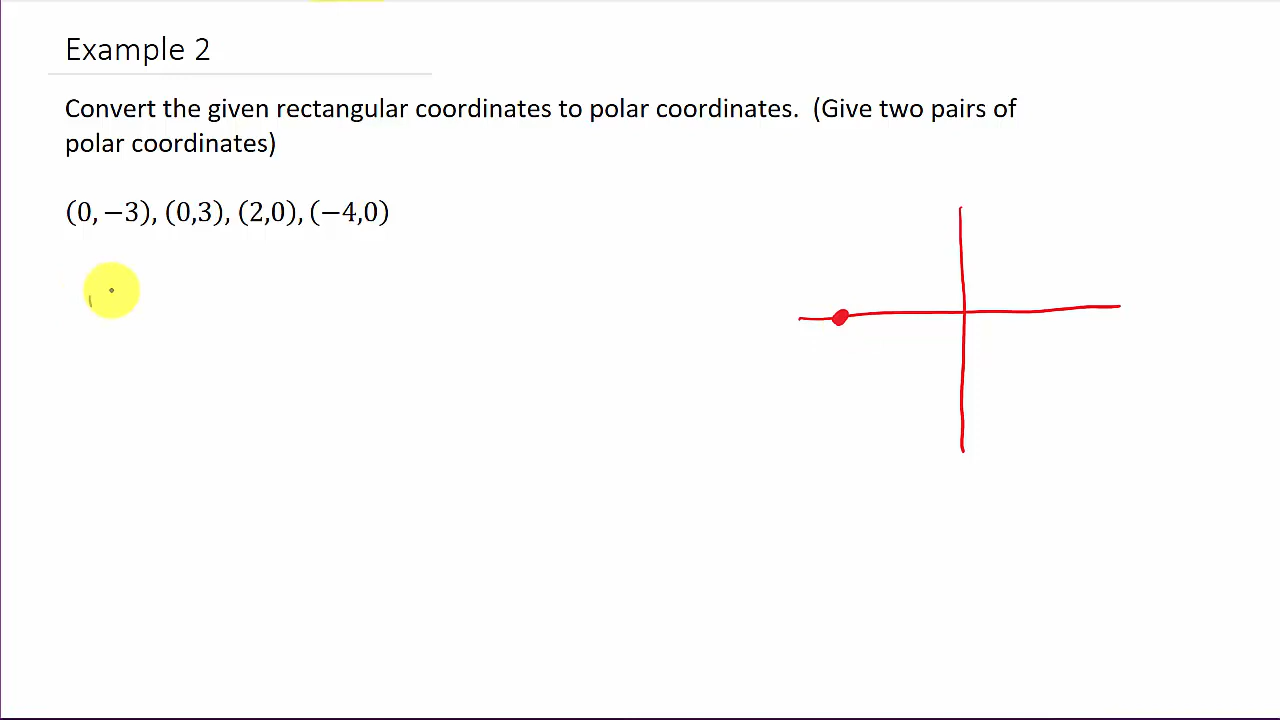 Example 2
Convert the given rectangular coordinates to polar coordinates.  (Give two pairs of
polar coordinates)
(0, −3), (0,3), (2,0), (−4,0)